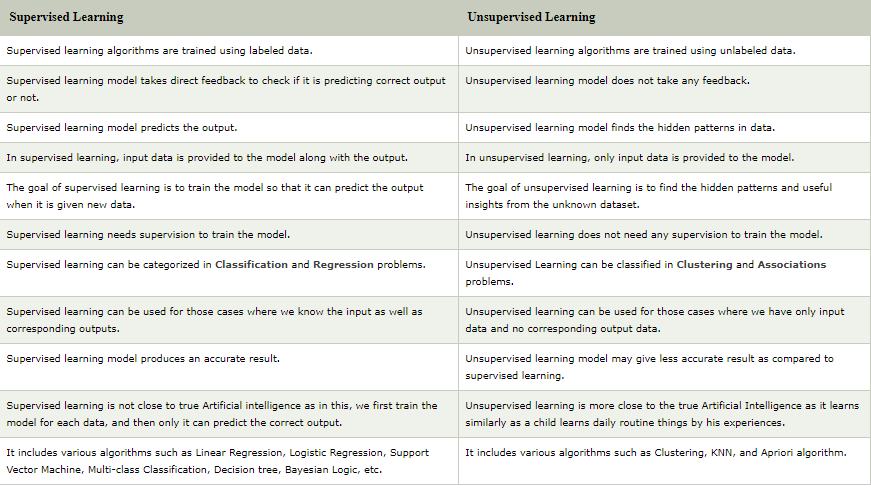 Supervised Learning
Unsupervised Learning
Supervised learning algorithms are trained using labeled data.
Unsupervised learning algorithms are trained using unlabeled data.
Supervised learning model takes direct feedback to check if it is predicting correct output
or not.
Unsupervised learning model does not take any feedback.
Supervised learning model predicts the output.
Unsupervised learning model finds the hidden patterns in data.
In supervised learning, input data is provided to the model along with the output.
In unsupervised learning, only input data is provided to the model.
The goal of supervised learning is to train the model so that it can predict the output
when it is given new data.
The goal of unsupervised learning is to find the hidden patterns and useful
insights from the unknown dataset.
Supervised learning needs supervision to train the model.
Unsupervised learning does not need any supervision to train the model.
Supervised learning can be categorized in Classification and Regression problems.
Unsupervised Learning can be classified in Clustering and Associations
problems.
Supervised learning can be used for those cases where we know the input as well as
corresponding outputs.
Unsupervised learning can be used for those cases where we have only input
data and no corresponding output data.
Supervised learning model produces an accurate result.
Unsupervised learning model may give less accurate result as compared to
supervised learning.
Supervised learning is not close to true Artificial intelligence as in this, we first train the
model for each data, and then only it can predict the correct output.
Unsupervised learning is more close to the true Artificial Intelligence as it learns
similarly as a child learns daily routine things by his experiences.
It includes various algorithms such as Linear Regression, Logistic Regression, Support
Vector Machine, Multi-class Classification, Decision tree, Bayesian Logic, etc.
It includes various algorithms such as Clustering, KNN, and Apriori algorithm.